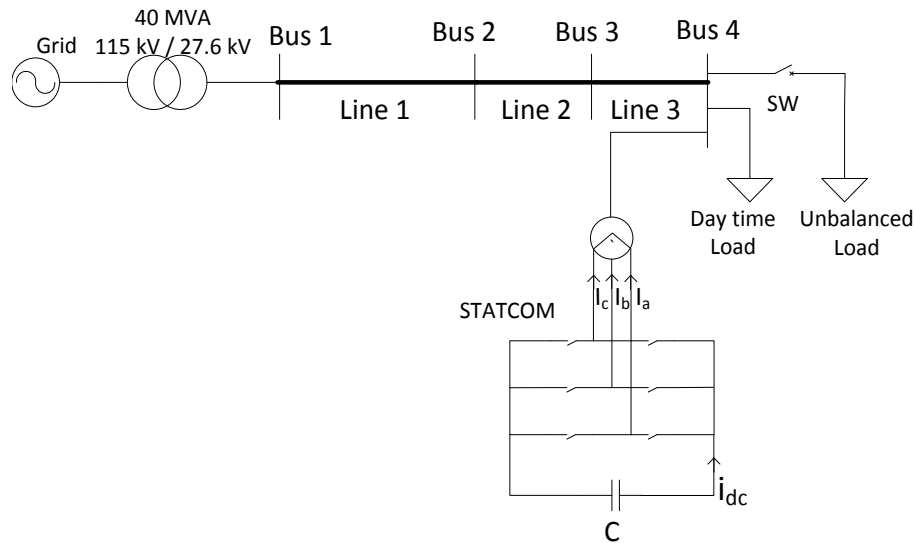 40 MVA
115 kV / 27.6 kV
Grid
Bus 1
Bus 2
Bus 3
Bus 4
Line 1
Line 2
Line 3
SW
Day time
Load
Unbalanced
Load
STATCOM
Ic Ib Ia
idc
C